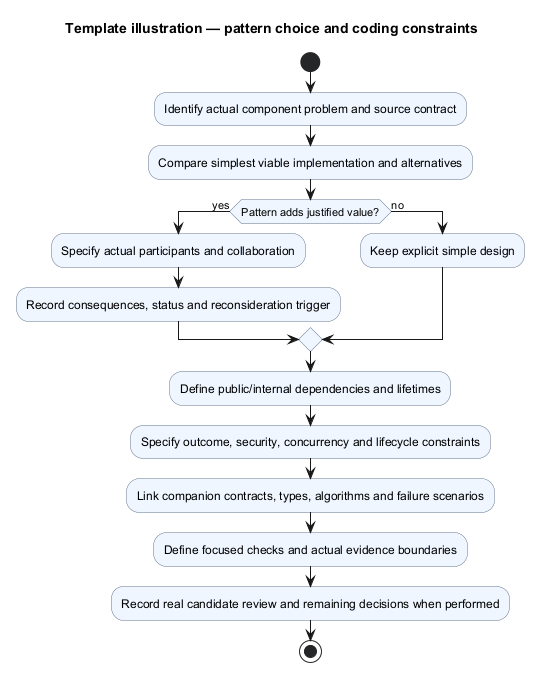 Template illustration — pattern choice and coding constraints
Identify actual component problem and source contract
Compare simplest viable implementation and alternatives
yes
Pattern adds justified value?
no
Specify actual participants and collaboration
Keep explicit simple design
Record consequences, status and reconsideration trigger
Define public/internal dependencies and lifetimes
Specify outcome, security, concurrency and lifecycle constraints
Link companion contracts, types, algorithms and failure scenarios
Define focused checks and actual evidence boundaries
Record real candidate review and remaining decisions when performed